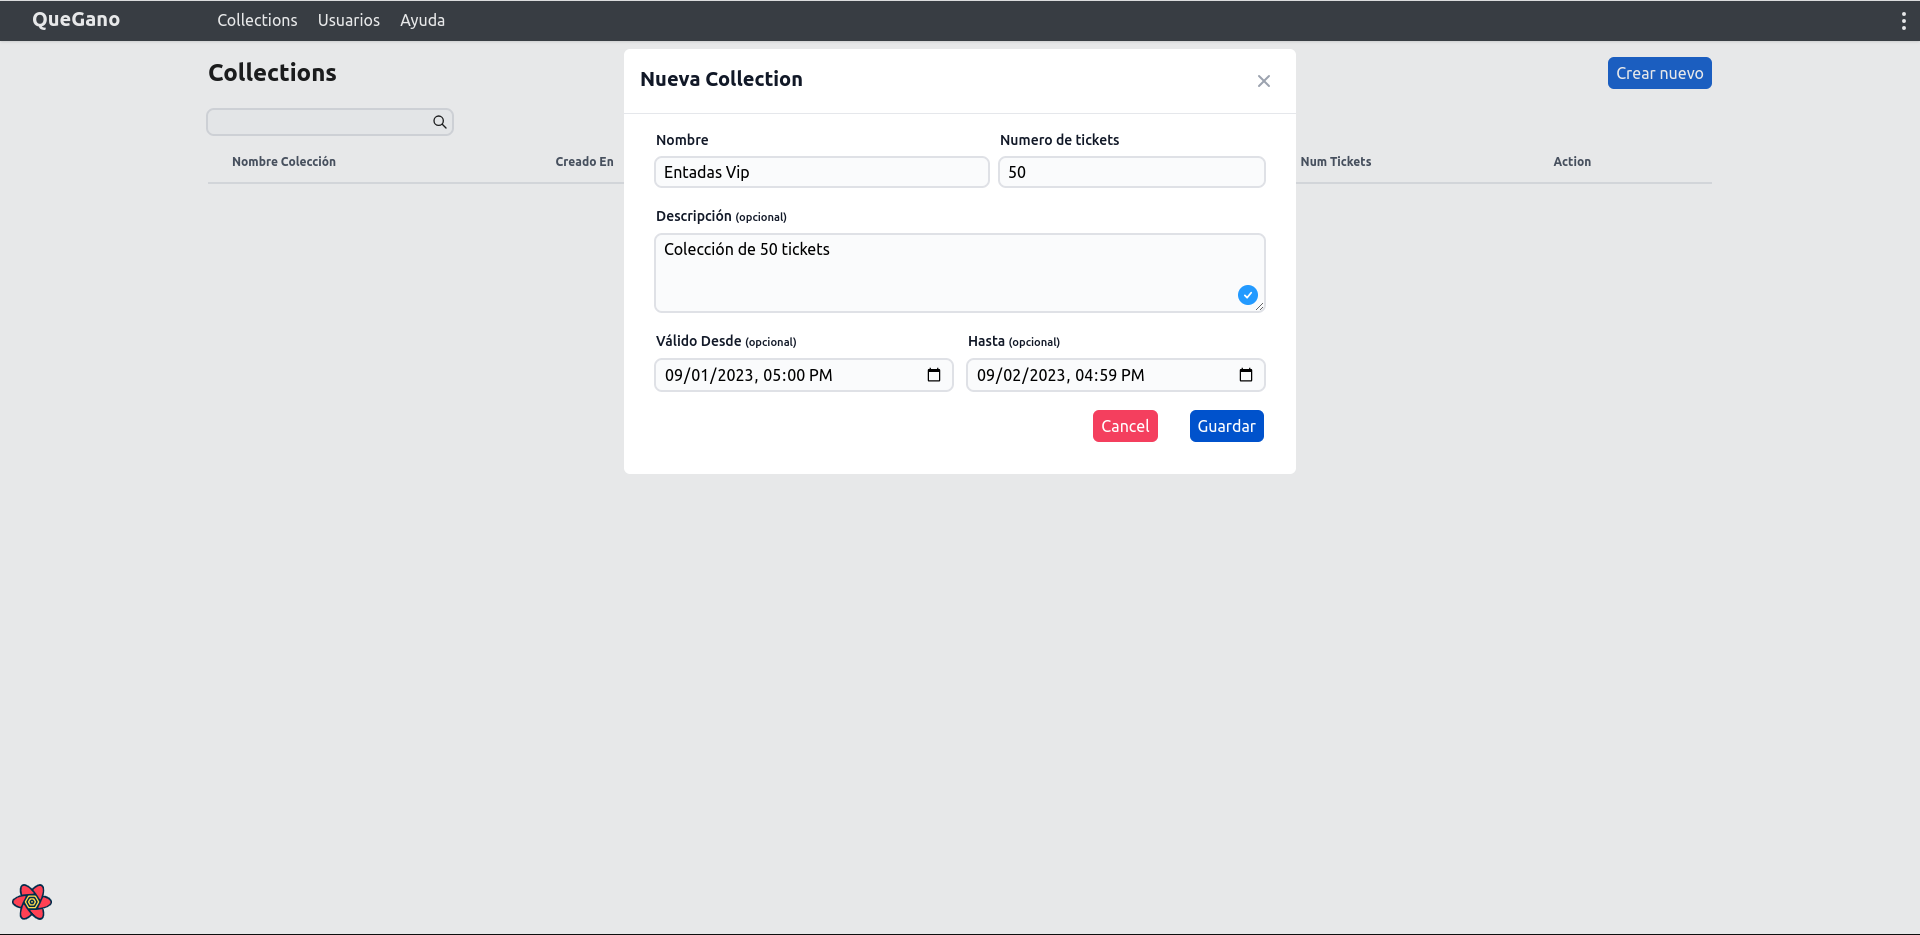 QueGano Collections Usuarios Ayuda
Collections
Crear nuevo
Nombre Colección Creado En Num Tickets Action
Nueva Collection
Nombre Numero de tickets
Entadas Vip 50
Descripción (opcional)
Colección de 50 tickets
Válido Desde (opcional) Hasta (opcional)
09/01/2023, 05:00 PM 09/02/2023, 04:59 PM
Cancel Guardar